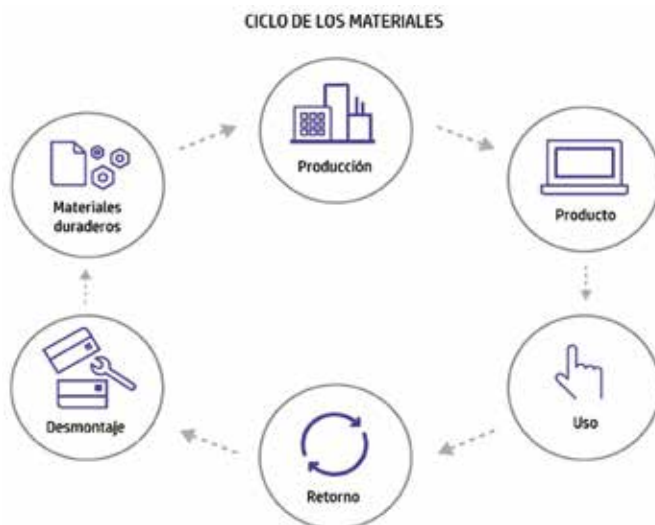 CICLO DE LOS MATERIALES
Producción
Producto
Uso
Retorno
Desmontaje
Materiales
duraderos